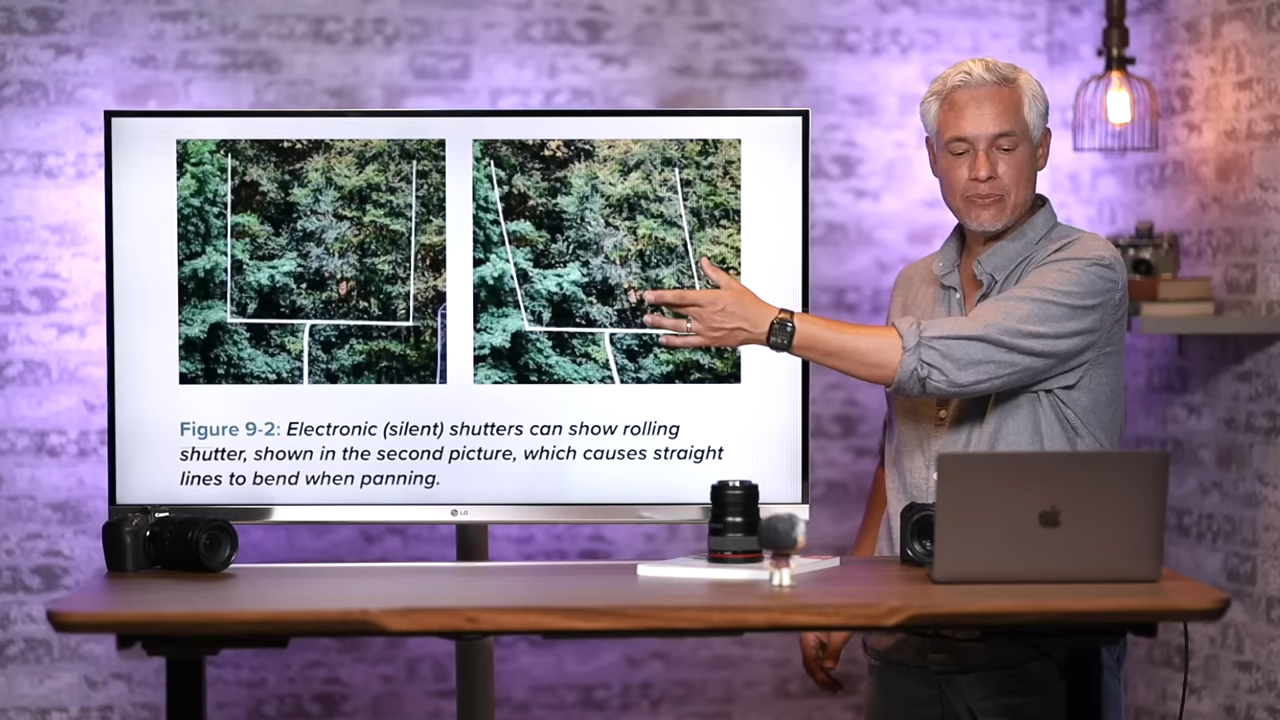 Figure 9-2: Electronic (silent) shutters can show rolling
shutter, shown in the second picture, which causes straight
lines to bend when panning.
LG
Canon